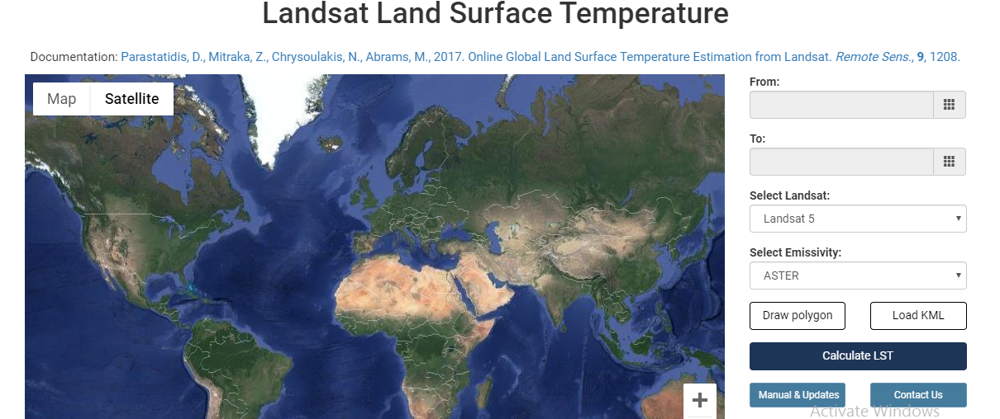 Landsat Land Surface Temperature
Documentation: Parastatidis, D., Mitraka, Z., Chrysoulakis, N., Abrams, M., 2017. Online Global Land Surface Temperature Estimation from Landsat. Remote Sens., 9, 1208.
Map Satellite
From:
To:
Select Landsat:
Landsat 5
Select Emissivity:
ASTER
Draw polygon Load KML
Calculate LST
Manual & Updates Contact Us
Activate Windows